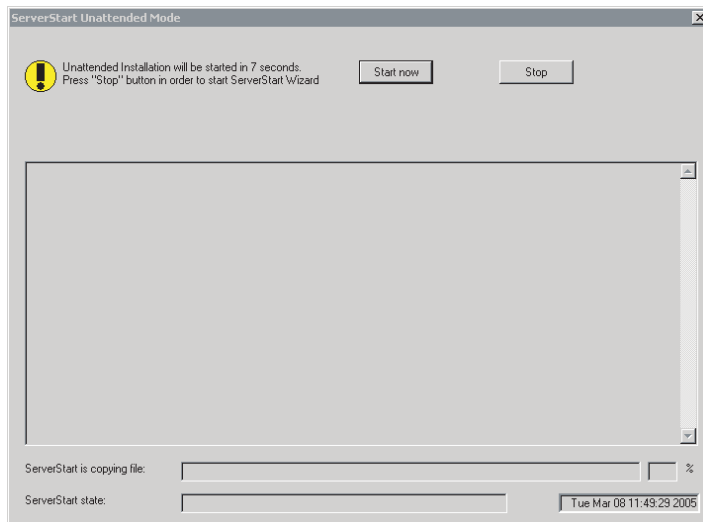 ServerStart Unattended Mode
Unattended Installation will be started in 7 seconds.
Press "Stop" button in order to start ServerStart Wizard
Start now
Stop
ServerStart is copying file:
%
ServerStart state:
Tue Mar 08 11:49:29 2005